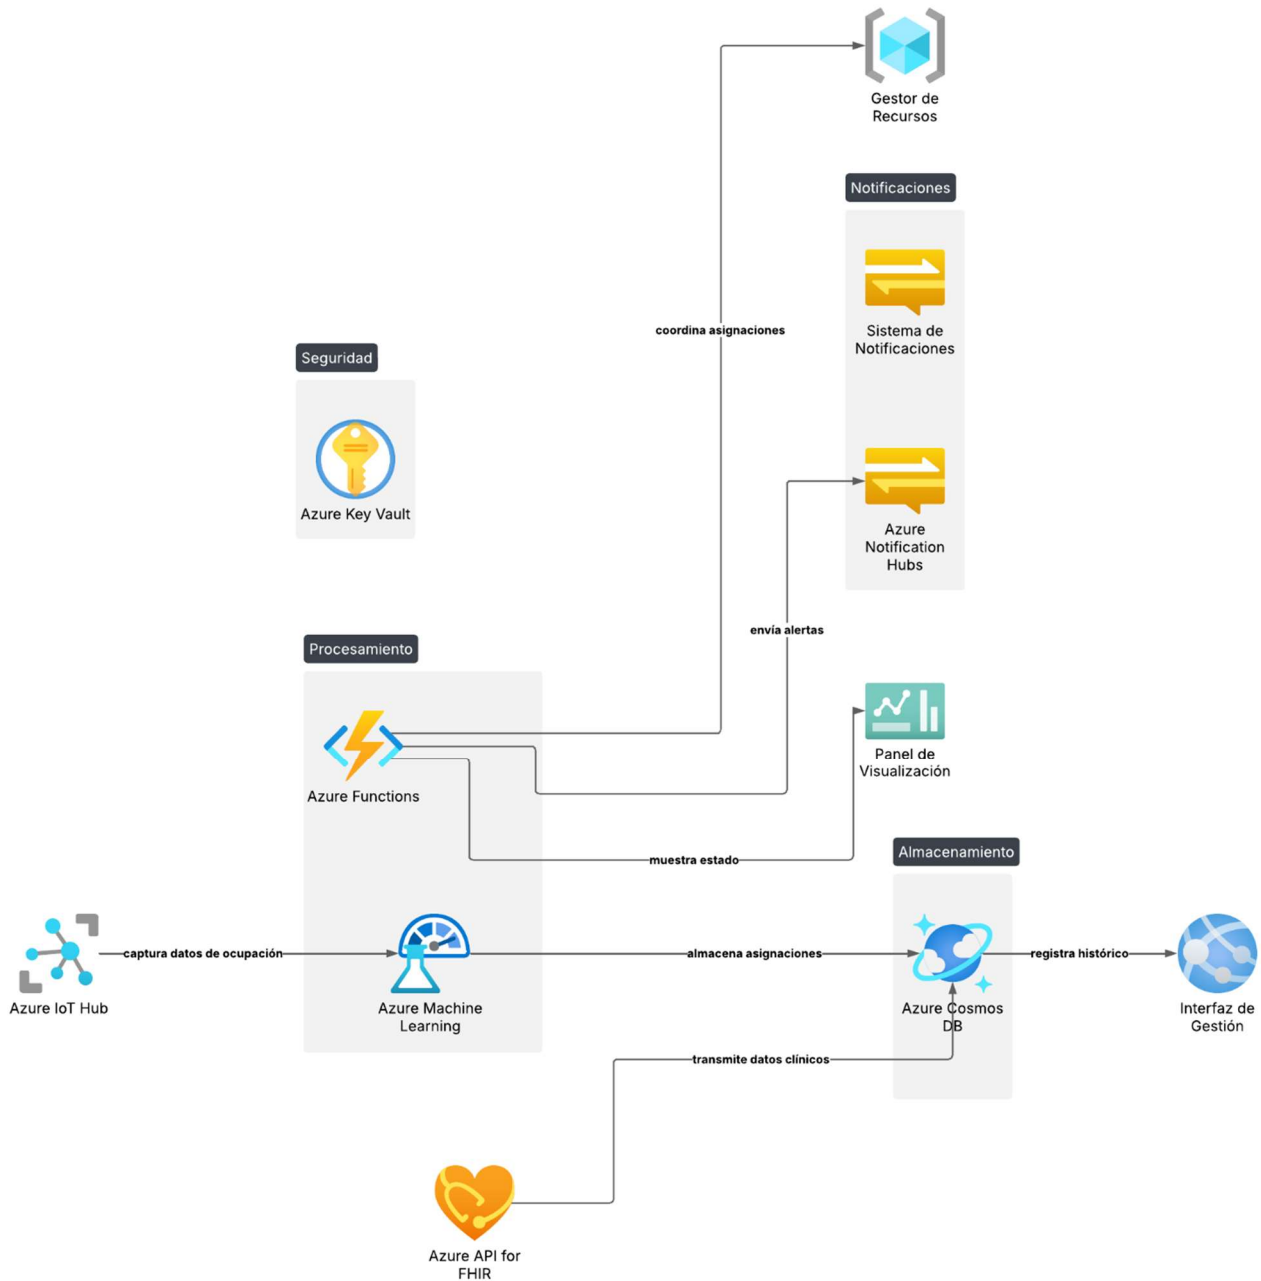 Gestor de
Recursos
Notificaciones
Sistema de
Notificaciones
coordina asignaciones
Seguridad
Azure Key Vault
Azure
Notification
Hubs
envía alertas
Procesamiento
Azure Functions
Panel de
Visualización
muestra estado
Almacenamiento
captura datos de ocupación
almacena asignaciones
registra histórico
Azure IoT Hub
Azure Machine
Learning
Azure Cosmos
DB
Interfaz de
Gestión
transmite datos clínicos
Azure API for
FHIR